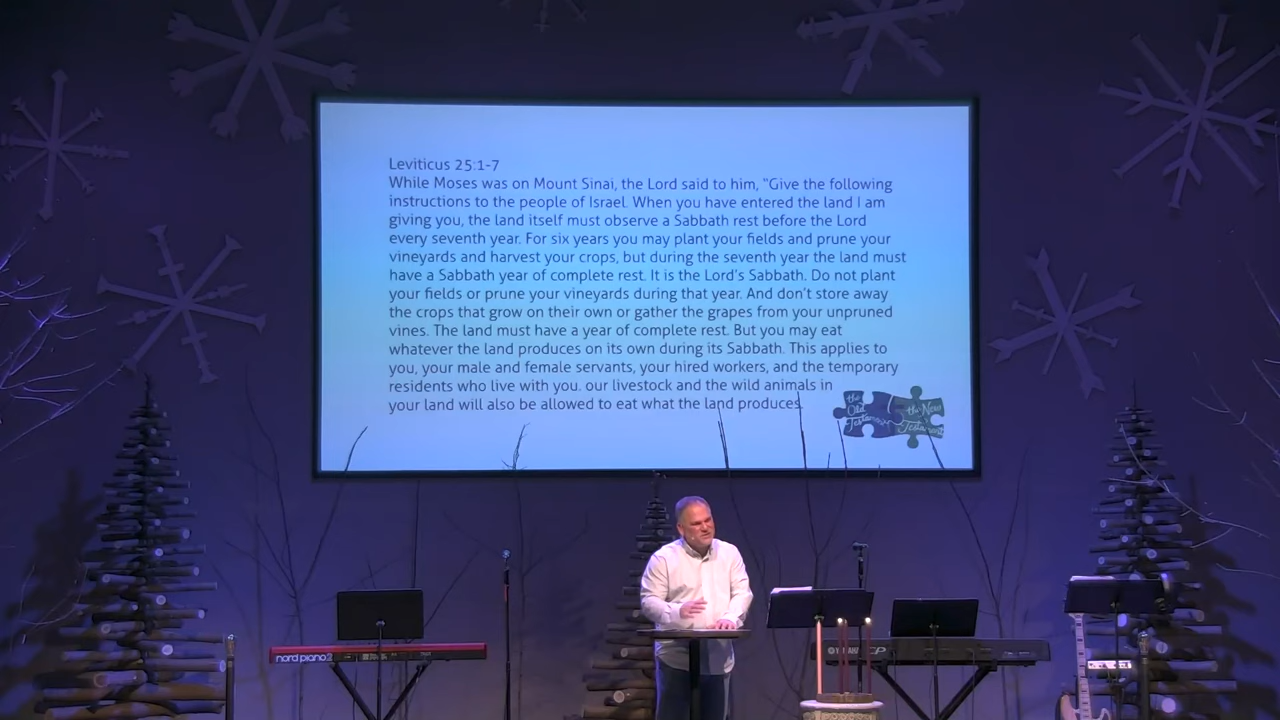 Leviticus 25:1-7
While Moses was on Mount Sinai, the Lord said to him, "Give the following
instructions to the people of Israel. When you have entered the land I am
giving you, the land itself must observe a Sabbath rest before the Lord
every seventh year. For six years you may plant your fields and prune your
vineyards and harvest your crops, but during the seventh year the land must
have a Sabbath year of complete rest. It is the Lord's Sabbath. Do not plant
your fields or prune your vineyards during that year. And don't store away
the crops that grow on their own or gather the grapes from your unpruned
vines. The land must have a year of complete rest. But you may eat
whatever the land produces on its own during its Sabbath. This applies to
you, your male and female servants, your hired workers, and the temporary
residents who live with you. our livestock and the wild animals in
your land will also be allowed to eat what the land produces.
the
Old
Testament
the New
Testament
nord piano 2
YAMAHA CP